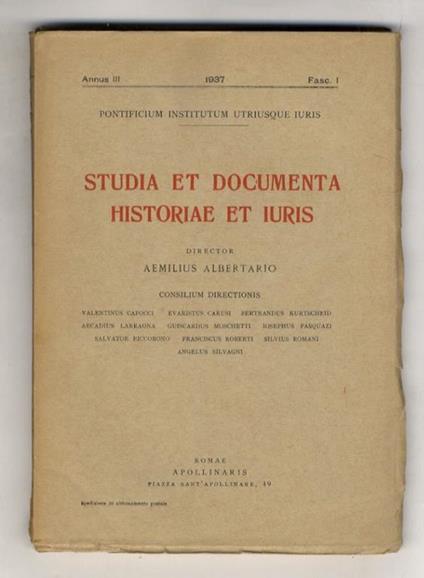 Annus III 1937 Fasc. I
PONTIFICIUM INSTITUTUM UTRIUSQUE IURIS
STUDIA ET DOCUMENTA
HISTORIAE ET IURIS
DIRECTOR
AEMILIUS ALBERTARIO
CONSILIUM DIRECTIONIS
VALENTINUS CAPOCCI EVARISTUS CARUSI BERTRANDUS KURTSCHEID
ARCADIUS LARRAONA GUISCARDUS MOSCHETTI IOSEPHUS PASQUAZI
SALVATOR RICCOBONO FRANCISCUS ROBERTI SILVIUS ROMANI
ANGELUS SILVAGNI
ROMAE
APOLLINARIS
PIAZZA SANT'APOLLINARE, 49
Spedizione in abbonamento postale